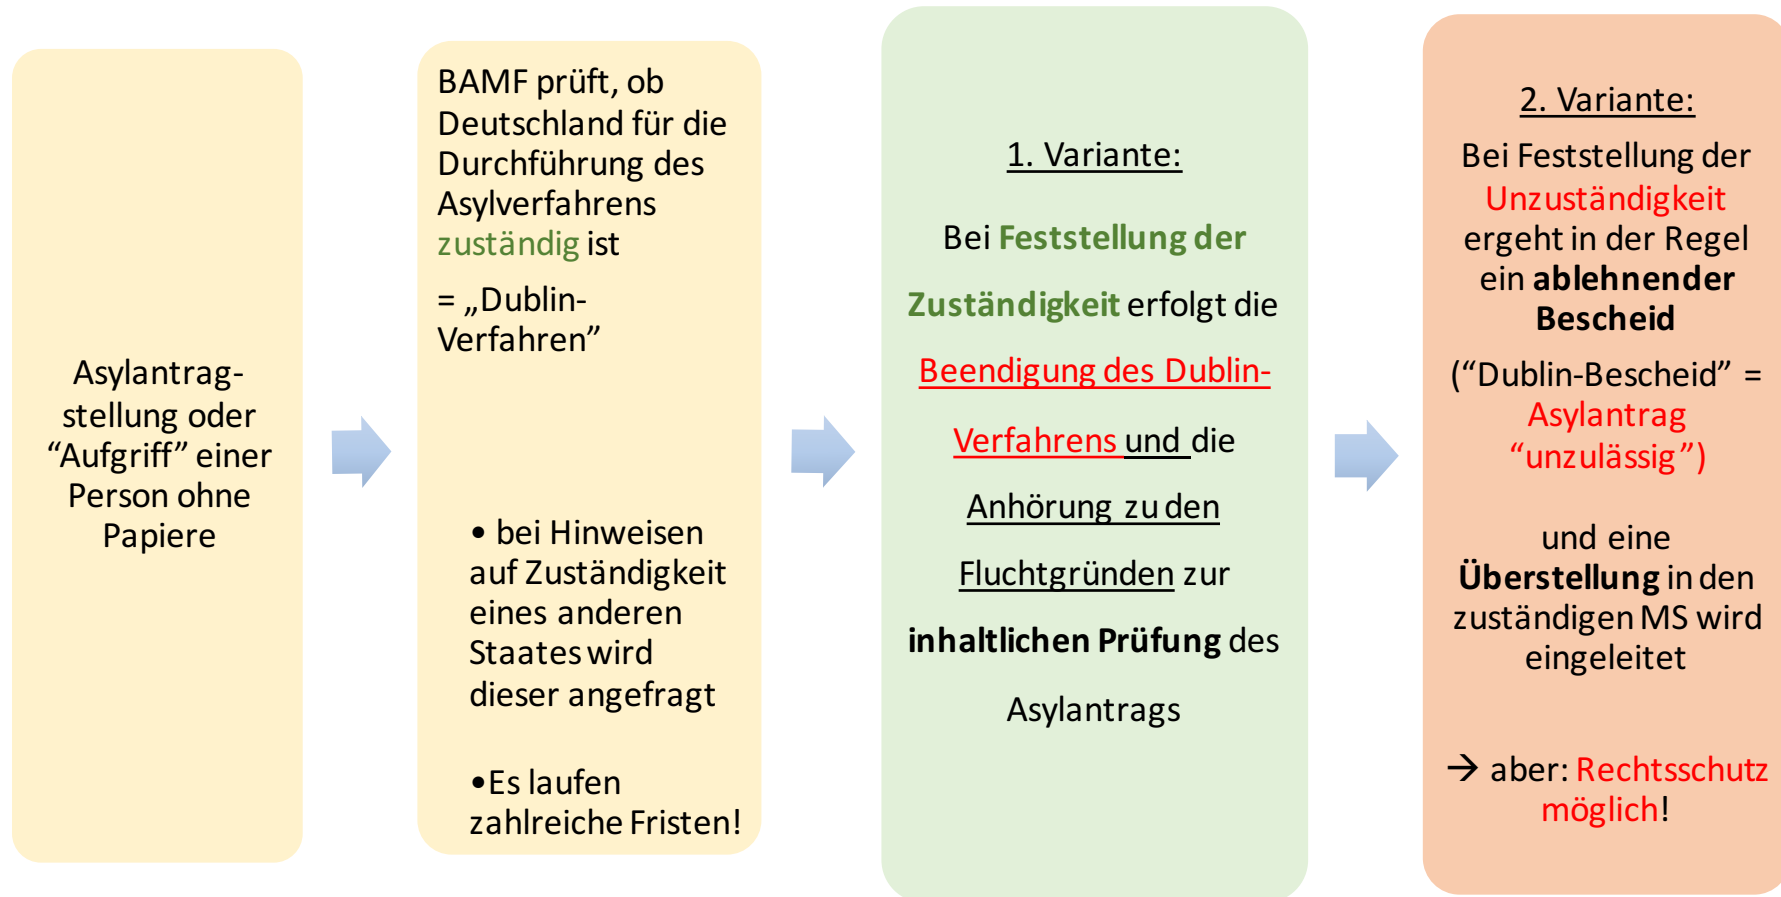 Asylantrag-
stellung oder
“Aufgriff” einer
Person ohne
Papiere
BAMF prüft, ob
Deutschland für die
Durchführung des
Asylverfahrens
zuständig ist
= „Dublin-
Verfahren”
• bei Hinweisen
auf Zuständigkeit
eines anderen
Staates wird
dieser angefragt
•Es laufen
zahlreiche Fristen!
1. Variante:
Bei Feststellung der
Zuständigkeit erfolgt die
Beendigung des Dublin-
Verfahrens und die
Anhörung zu den
Fluchtgründen zur
inhaltlichen Prüfung des
Asylantrags
2. Variante:
Bei Feststellung der
Unzuständigkeit
ergeht in der Regel
ein ablehnender
Bescheid
(“Dublin-Bescheid” =
Asylantrag
“unzulässig”)
und eine
Überstellung in den
zuständigen MS wird
eingeleitet
→ aber: Rechtsschutz
möglich!